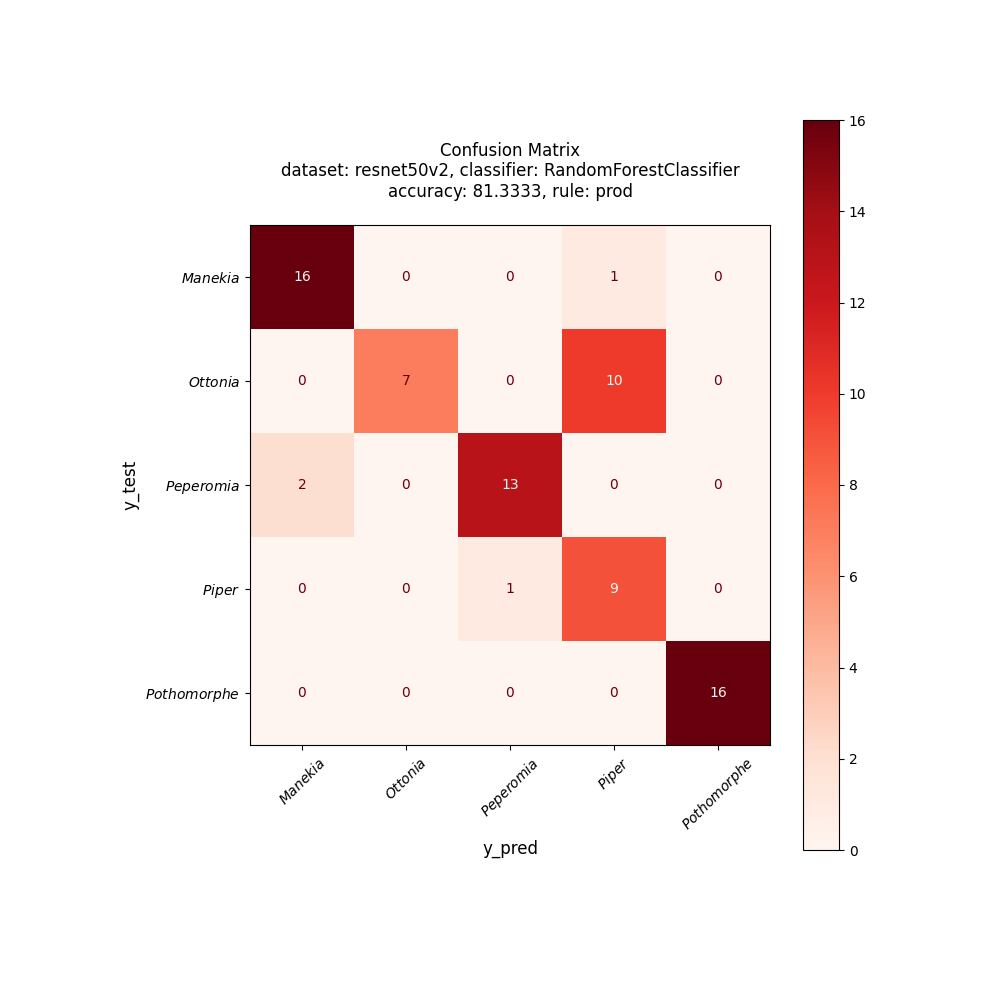 Confusion Matrix
dataset: resnet50v2, classifier: RandomForestClassifier
accuracy: 81.3333, rule: prod
Manekia 16 0 0 1 0
Ottonia 0 7 0 10 0
Peperomia 2 0 13 0 0
Piper 0 0 1 9 0
Pothomorphe 0 0 0 0 16
Manekia Ottonia Peperomia Piper Pothomorphe
y_pred
y_test
16
14
12
10
8
6
4
2
0